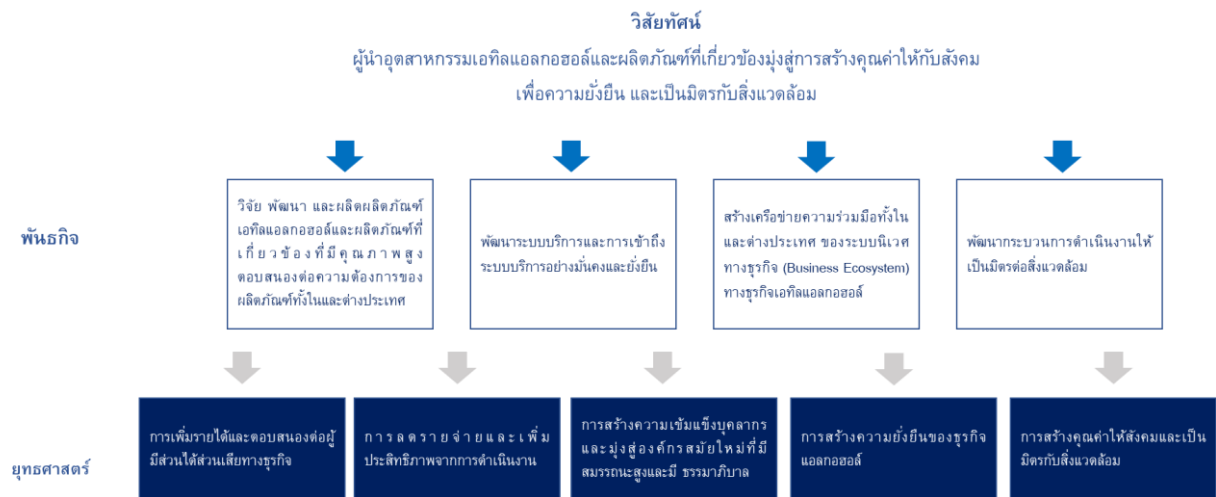 วิสัยทัศน์
ผู้นำอุตสาหกรรมเอทิลแอลกอฮอล์และผลิตภัณฑ์ที่เกี่ยวข้องมุ่งสู่การสร้างคุณค่าให้กับสังคม
เพื่อความยั่งยืน และเป็นมิตรกับสิ่งแวดล้อม
พันธกิจ
วิจัย พัฒนา และผลิตผลิตภัณฑ์
เอทิลแอลกอฮอล์และผลิตภัณฑ์ที่
เกี่ยวข้องที่มีคุณภาพสูง
ตอบสนองต่อความต้องการของ
ผลิตภัณฑ์ทั้งในและต่างประเทศ
พัฒนาระบบบริการและการเข้าถึง
ระบบบริการอย่างมั่นคงและยั่งยืน
สร้างเครือข่ายความร่วมมือทั้งใน
และต่างประเทศ ของระบบนิเวศ
ทางธุรกิจ (Business Ecosystem)
ทางธุรกิจเอทิลแอลกอฮอล์
พัฒนากระบวนการดำเนินงานให้
เป็นมิตรต่อสิ่งแวดล้อม
ยุทธศาสตร์
การเพิ่มรายได้และตอบสนองต่อผู้
มีส่วนได้ส่วนเสียทางธุรกิจ
การลดรายจ่ายและเพิ่ม
ประสิทธิภาพจากการดำเนินงาน
การสร้างความเข้มแข็งบุคลากร
และมุ่งสู่องค์กรสมัยใหม่ที่มี
สมรรถนะสูงและมี ธรรมาภิบาล
การสร้างความยั่งยืนของธุรกิจ
แอลกอฮอล์
การสร้างคุณค่าให้สังคมและเป็น
มิตรกับสิ่งแวดล้อม